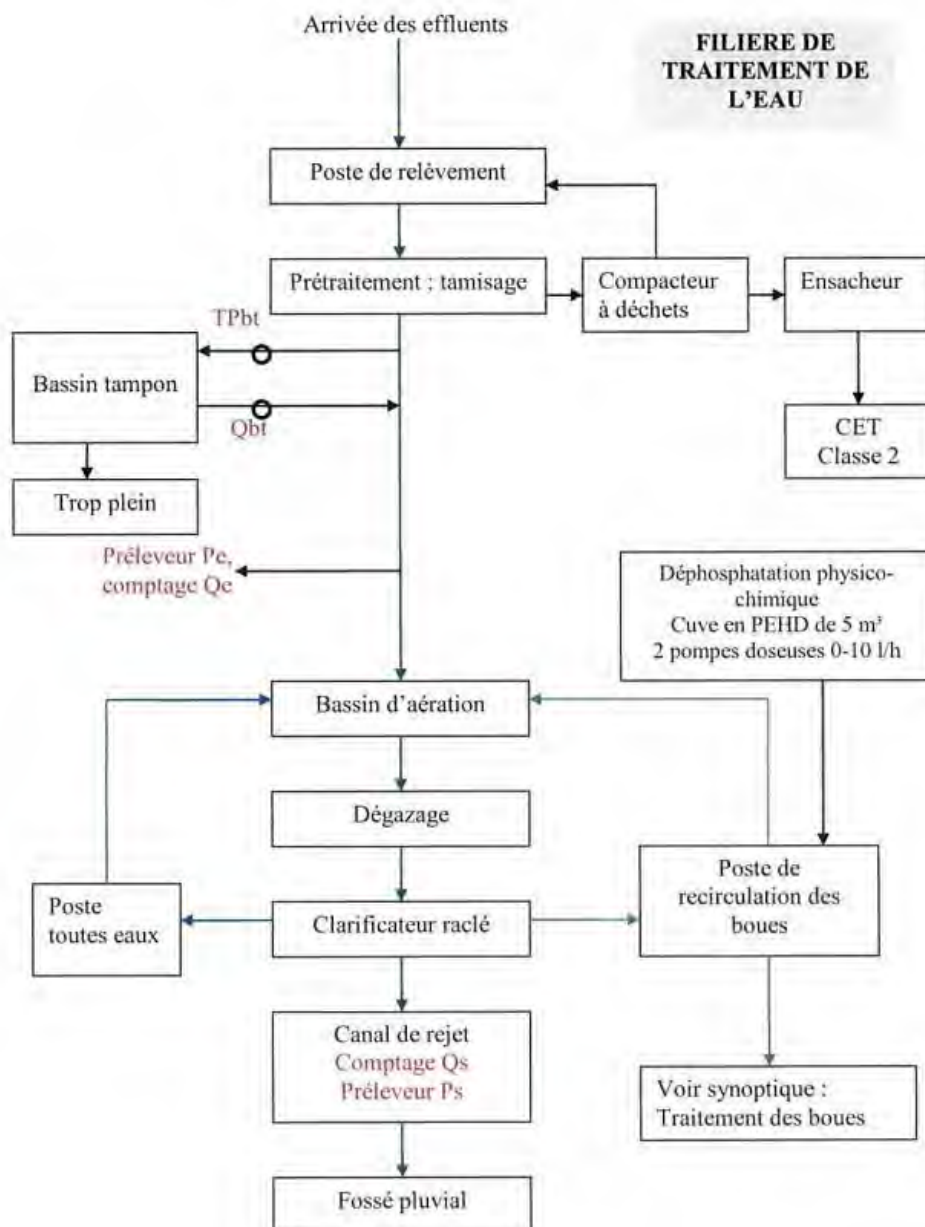 Arrivée des effluents
FILIERE DE
TRAITEMENT DE
L'EAU
Poste de relèvement
Prétraitement : tamisage
Compacteur
à déchets
Ensacheur
TPbt
Bassin tampon
Qbt
CET
Classe 2
Trop plein
Préleveur Pe,
comptage Qe
Déphosphatation physico-
chimique
Cuve en PEHD de 5 m³
2 pompes doseuses 0-10 l/h
Bassin d'aération
Dégazage
Poste
toutes eaux
Clarificateur raclé
Poste de
recirculation des
boues
Canal de rejet
Comptage Qs
Préleveur Ps
Voir synoptique :
Traitement des boues
Fossé pluvial